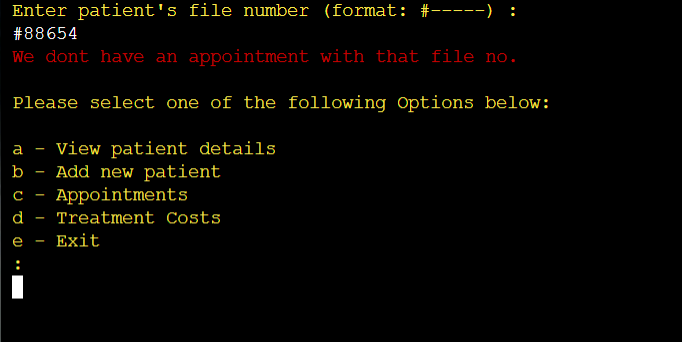 Enter patient's file number (format: #-----) :
#88654
We dont have an appointment with that file no.
Please select one of the following Options below:
a - View patient details
b - Add new patient
c - Appointments
d - Treatment Costs
e - Exit
: